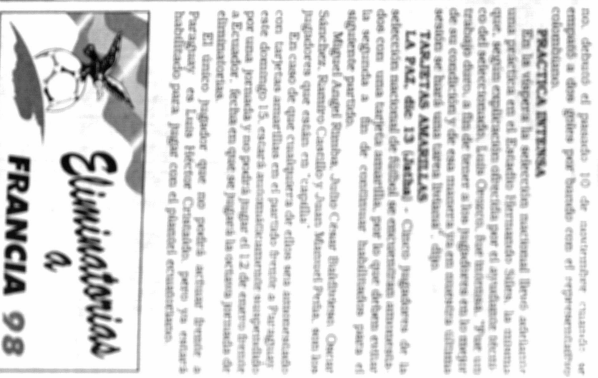 no, debutó el pasado 10 de noviembre cuando se
empató a dos goles por bando con el representativo
colombiano.
PRACTICA INTENSA
En la víspera la selección nacional llevó adelante
una práctica en el Estadio Hernando Siles, la misma
que, según explicación ofrecida por el ayudante técni-
co del seleccionado, Luis Orozco, fue intensa. "Fue un
trabajo duro, a fin de tener a los jugadores en lo mejor
de su condición y de esa manera ya en nuestra última
sesión se hará una tarea liviana", dijo.
TARJETAS AMARILLAS
LA PAZ, dic 13 (Jatha).- Cinco jugadores de la
selección nacional de fútbol se encuentran amonesta-
dos con una tarjeta amarilla, por lo que deben evitar
la segunda a fin de continuar habilitados para el
siguiente partido.
Miguel Angel Rimba, Julio César Baldivieso, Oscar
Sánchez, Ramiro Castillo y Juan Manuel Peña, son los
jugadores que están en "capilla".
En caso de que cualquiera de ellos sea amonestado
con tarjetas amarillas en el partido frente a Paraguay
este domingo 15, estará automáticamente suspendido
por una jornada y no podrá jugar el 12 de enero frente
a Ecuador, fecha en que se jugará la octava jornada de
eliminatorias.
El único jugador que no podrá actuar frente a
Paraguay es Luis Héctor Cristaldo, pero ya estará
habilitado para jugar con el plantel ecuatoriano.
Eliminatorias
a
FRANCIA 98